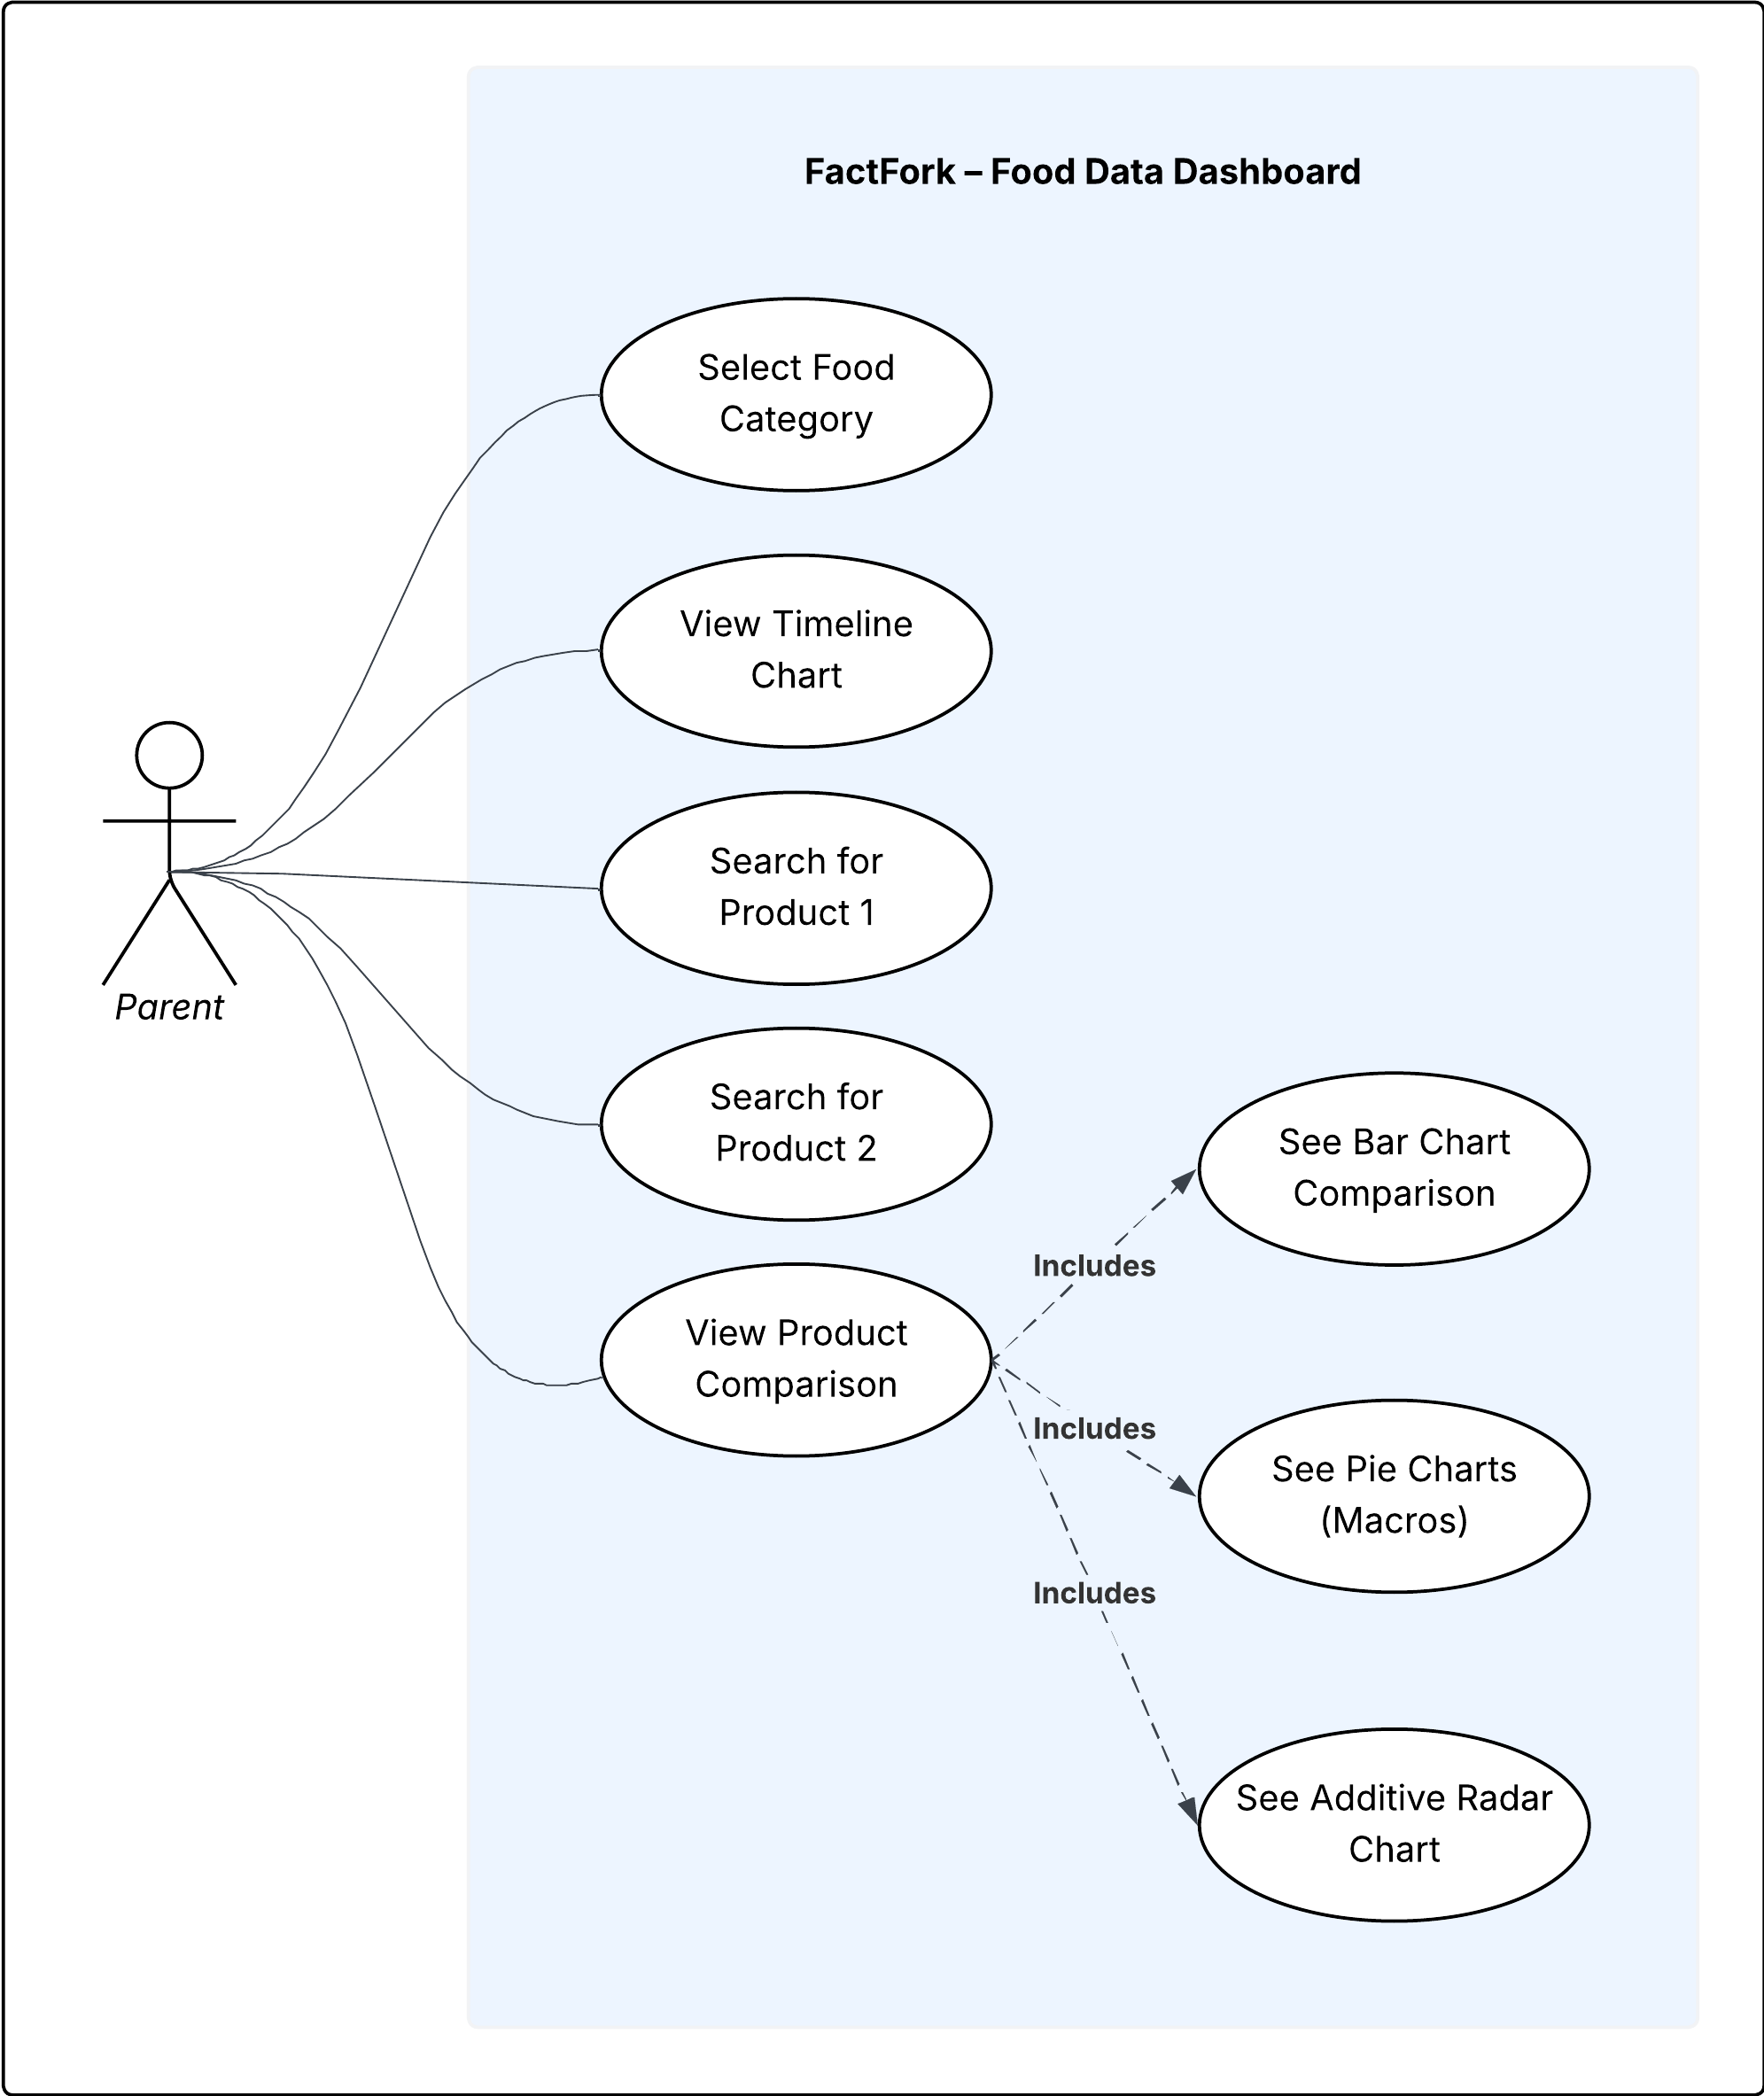 FactFork – Food Data Dashboard
Select Food
Category
View Timeline
Chart
Search for
Product 1
Parent
Search for
Product 2
See Bar Chart
Comparison
Includes
View Product
Comparison
Includes
See Pie Charts
(Macros)
Includes
See Additive Radar
Chart